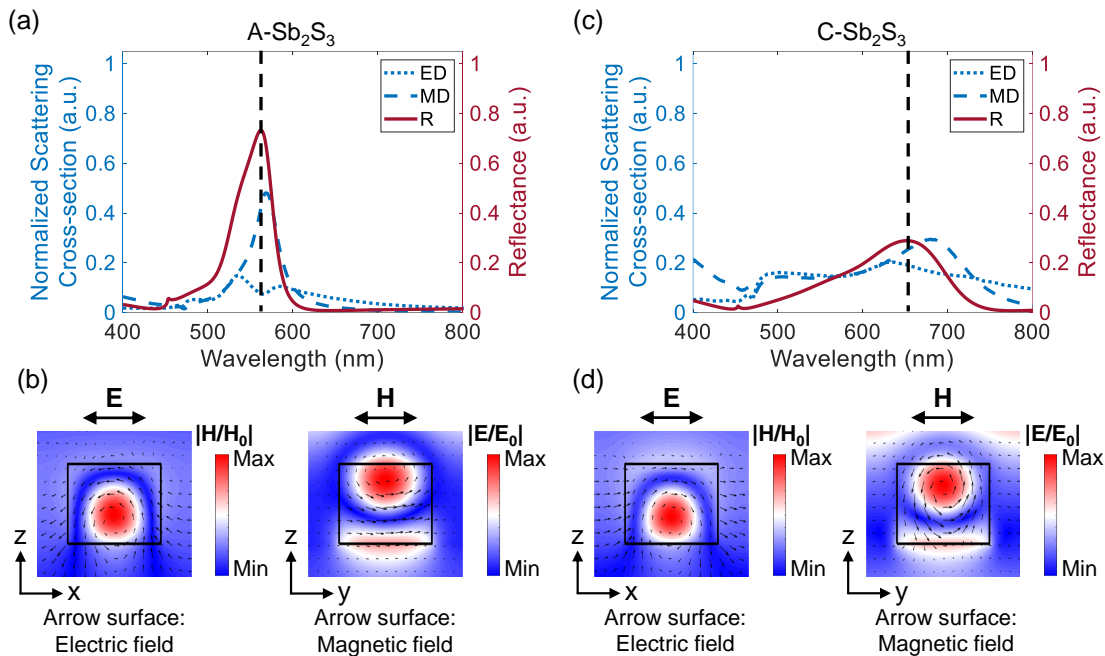 (a)
A-Sb₂S₃
Normalized Scattering
Cross-section (a.u.)
1
0.8
0.6
0.4
0.2
0
ED
MD
R
1
0.8
0.6
0.4
0.2
0
Reflectance (a.u.)
400 500 600 700 800
Wavelength (nm)
(c)
C-Sb₂S₃
Normalized Scattering
Cross-section (a.u.)
1
0.8
0.6
0.4
0.2
0
ED
MD
R
1
0.8
0.6
0.4
0.2
0
Reflectance (a.u.)
400 500 600 700 800
Wavelength (nm)
(b)
E
|H/H₀|
Max
Min
z
x
Arrow surface:
Electric field
H
|E/E₀|
Max
Min
z
y
Arrow surface:
Magnetic field
(d)
E
|H/H₀|
Max
Min
z
x
Arrow surface:
Electric field
H
|E/E₀|
Max
Min
z
y
Arrow surface:
Magnetic field